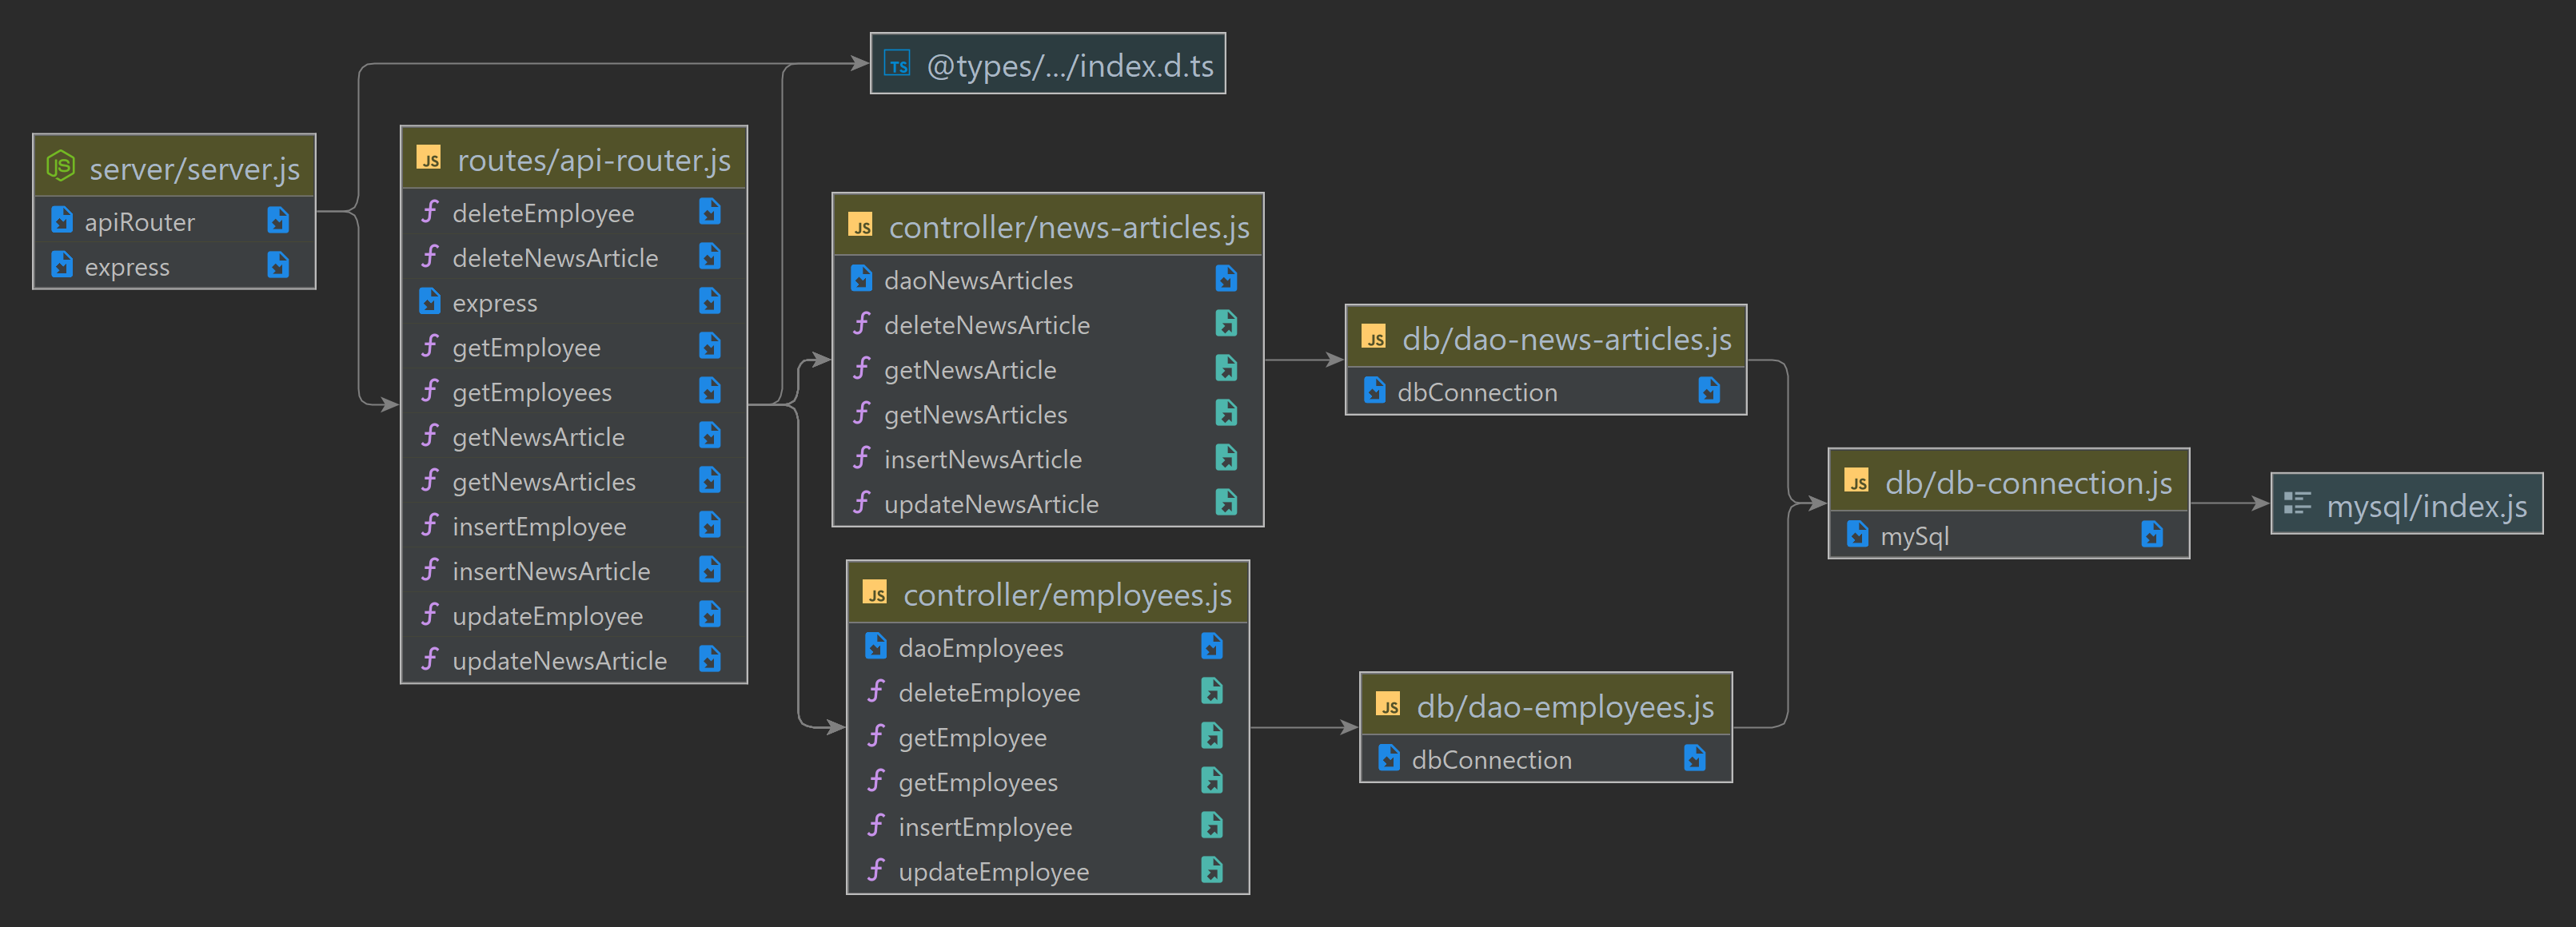 @types/.../index.d.ts
server/server.js
apiRouter
express
routes/api-router.js
deleteEmployee
deleteNewsArticle
express
getEmployee
getEmployees
getNewsArticle
getNewsArticles
insertEmployee
insertNewsArticle
updateEmployee
updateNewsArticle
controller/news-articles.js
daoNewsArticles
deleteNewsArticle
getNewsArticle
getNewsArticles
insertNewsArticle
updateNewsArticle
controller/employees.js
daoEmployees
deleteEmployee
getEmployee
getEmployees
insertEmployee
updateEmployee
db/dao-news-articles.js
dbConnection
db/dao-employees.js
dbConnection
db/db-connection.js
mySql
mysql/index.js